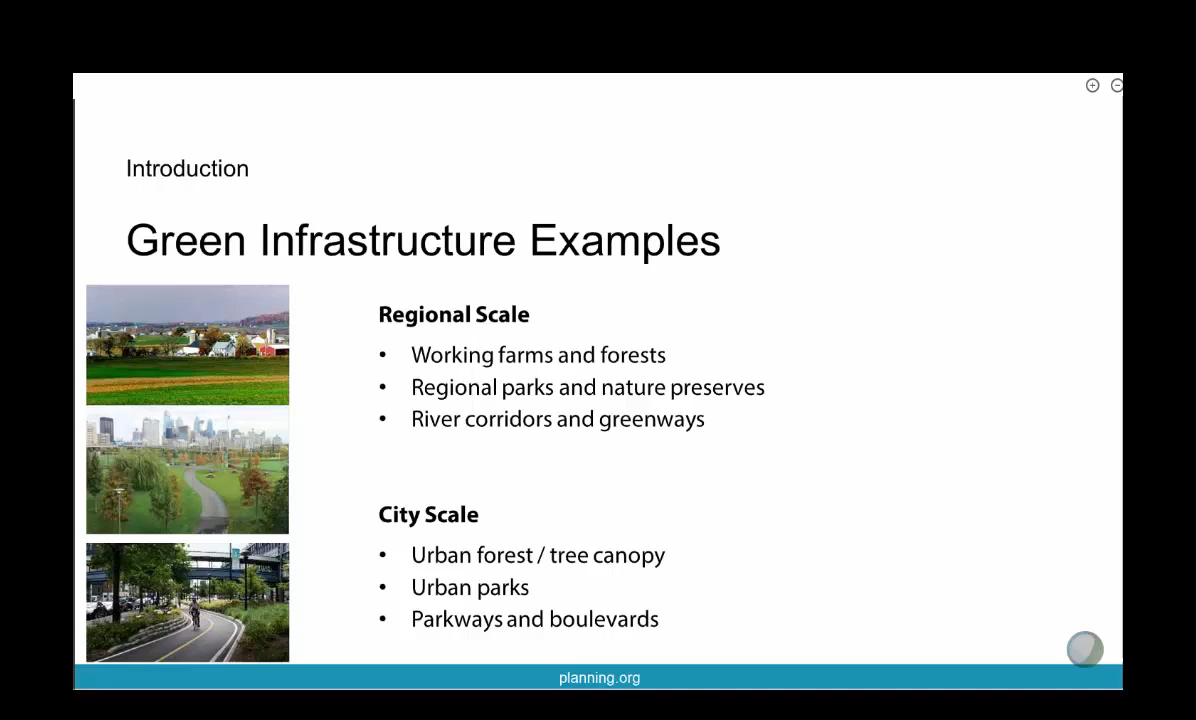 Introduction
Green Infrastructure Examples
Regional Scale
• Working farms and forests
• Regional parks and nature preserves
• River corridors and greenways
City Scale
• Urban forest / tree canopy
• Urban parks
• Parkways and boulevards
planning.org